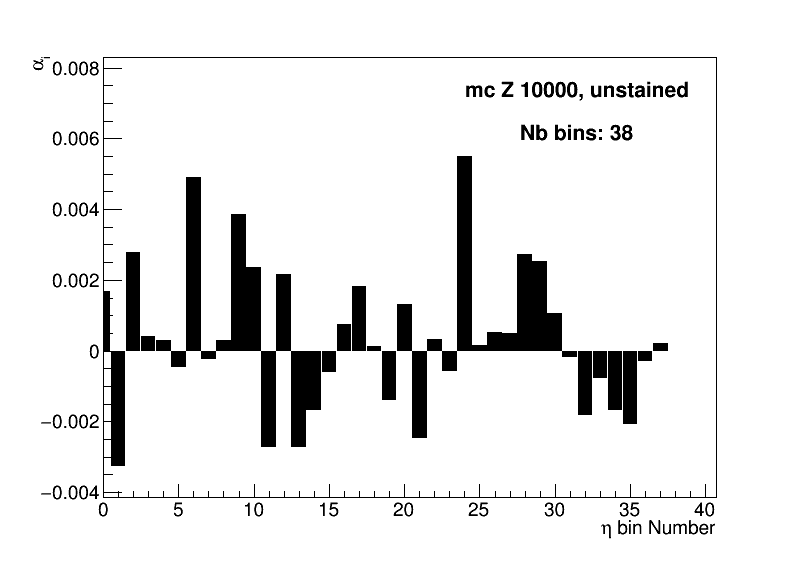 αi
0.008
mc Z 10000, unstained
0.006
Nb bins: 38
0.004
0.002
0
−0.002
−0.004
0 5 10 15 20 25 30 35 40
η bin Number